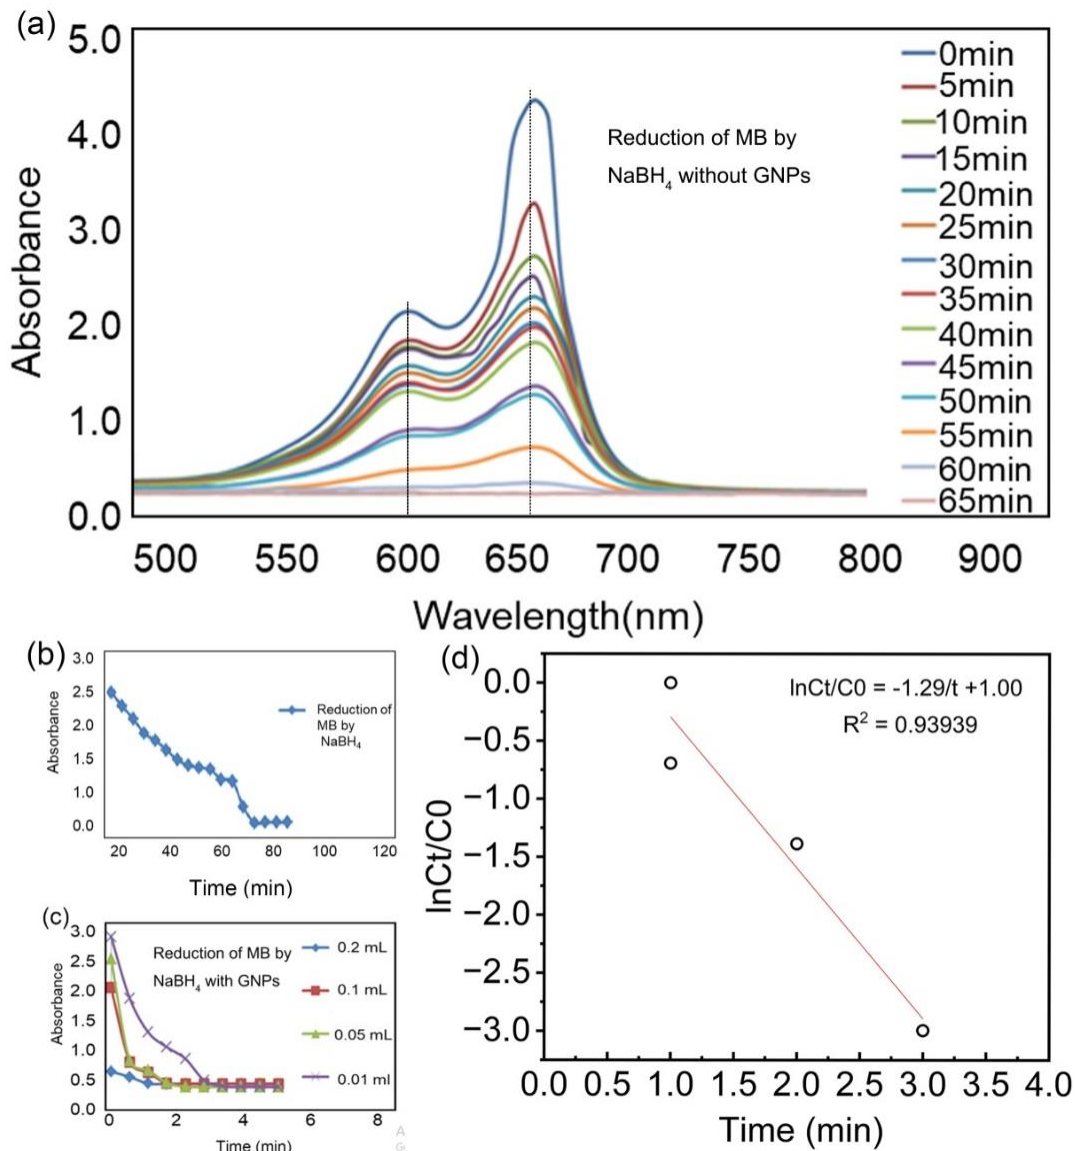 (a)
5.0
4.0
3.0
2.0
1.0
0.0
Absorbance
Reduction of MB by
NaBH₄ without GNPs
0min
5min
10min
15min
20min
25min
30min
35min
40min
45min
50min
55min
60min
65min
500 550 600 650 700 750 800 900
Wavelength(nm)
(b)
3.0
2.5
2.0
1.5
1.0
0.0
Absorbance
Reduction of
MB by
NaBH₄
20 40 60 80 100 120
Time (min)
(c)
3.0
2.5
2.0
1.5
1.0
0.5
0.0
Absorbance
Reduction of MB by
NaBH₄ with GNPs
0.2 mL
0.1 mL
0.05 mL
0.01 ml
0 2 4 6 8
Time (min)
(d)
0.0
−0.5
−1.0
−1.5
−2.0
−2.5
−3.0
lnCt/C0
lnCt/C0 = -1.29/t +1.00
R² = 0.93939
0.0 0.5 1.0 1.5 2.0 2.5 3.0 3.5 4.0
Time (min)